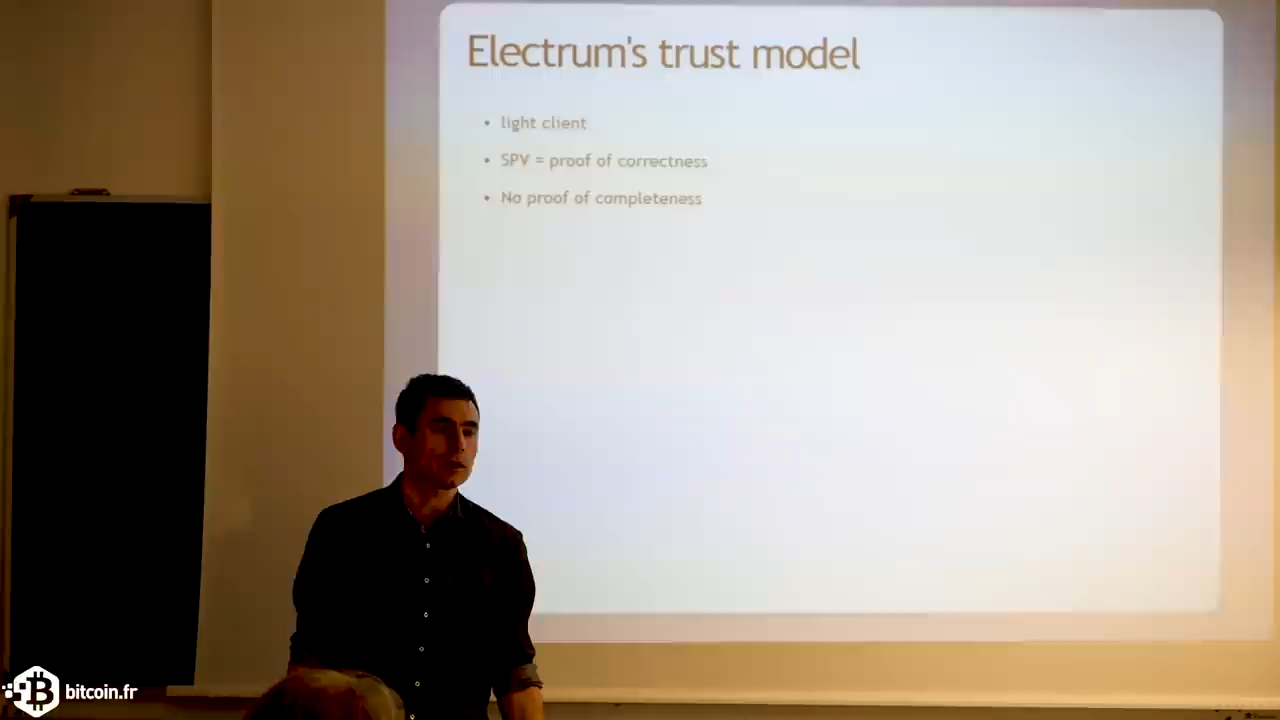 Electrum's trust model
• light client
• SPV = proof of correctness
• No proof of completeness
bitcoin.fr